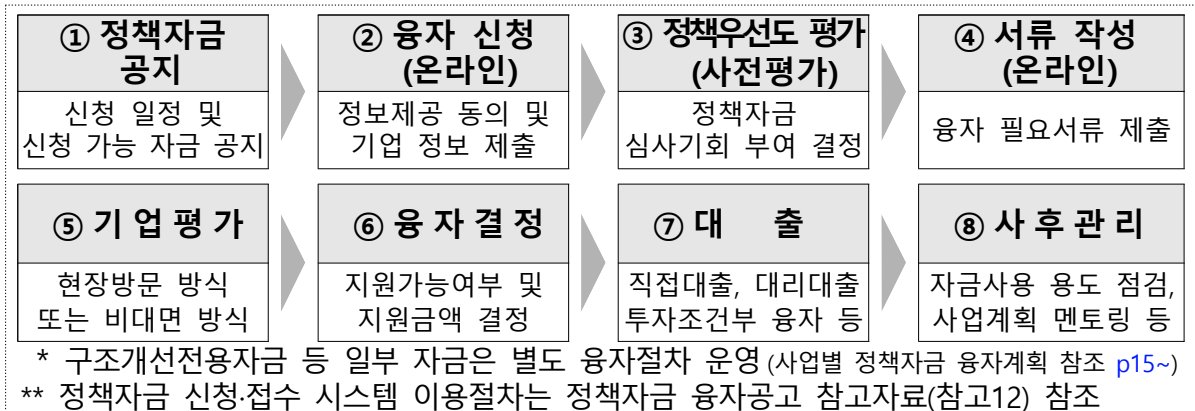 ① 정책자금
공지
신청 일정 및
신청 가능 자금 공지
② 융자 신청
(온라인)
정보제공 동의 및
기업 정보 제출
③ 정책우선도 평가
(사전평가)
정책자금
심사기회 부여 결정
④ 서류 작성
(온라인)
융자 필요서류 제출
⑤ 기 업 평 가
현장방문 방식
또는 비대면 방식
⑥ 융 자 결 정
지원가능여부 및
지원금액 결정
⑦ 대 출
직접대출, 대리대출
투자조건부 융자 등
⑧ 사 후 관 리
자금사용 용도 점검,
사업계획 멘토링 등
* 구조개선전용자금 등 일부 자금은 별도 융자절차 운영 (사업별 정책자금 융자계획 참조 p15~)
** 정책자금 신청·접수 시스템 이용절차는 정책자금 융자공고 참고자료(참고12) 참조